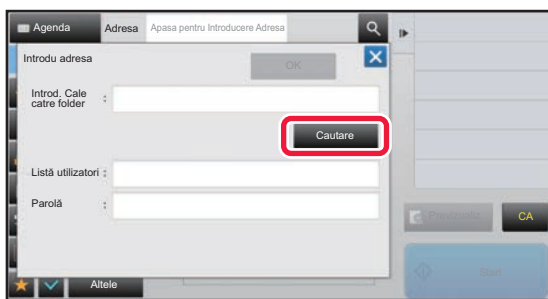 Agenda
Adresa
Apasa pentru Introducere Adresa
Introdu adresa
OK
Introd. Cale
catre folder :
Cautare
Listă utilizatori :
Parolă :
CA
Start
Altele